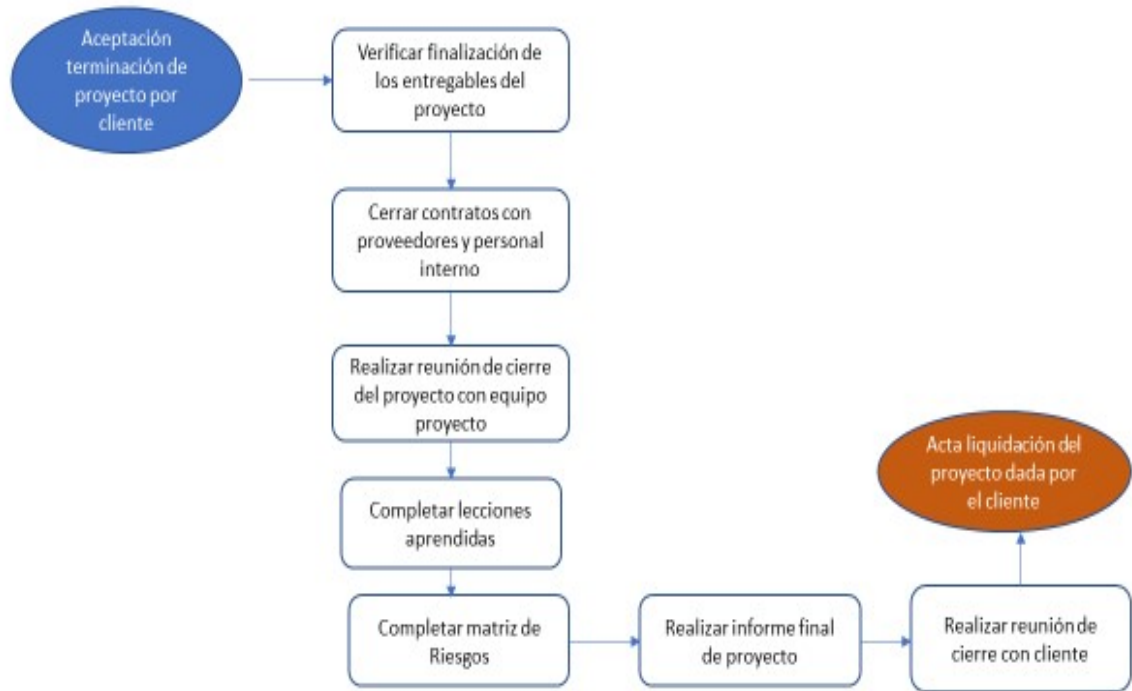 Aceptación
terminación de
proyecto por
cliente
Verificar finalización de
los entregables del
proyecto
Cerrar contratos con
proveedores y personal
interno
Realizar reunión de cierre
del proyecto con equipo
proyecto
Completar lecciones
aprendidas
Completar matriz de
Riesgos
Realizar informe final
de proyecto
Realizar reunión de
cierre con cliente
Acta liquidación del
proyecto dada por
el cliente